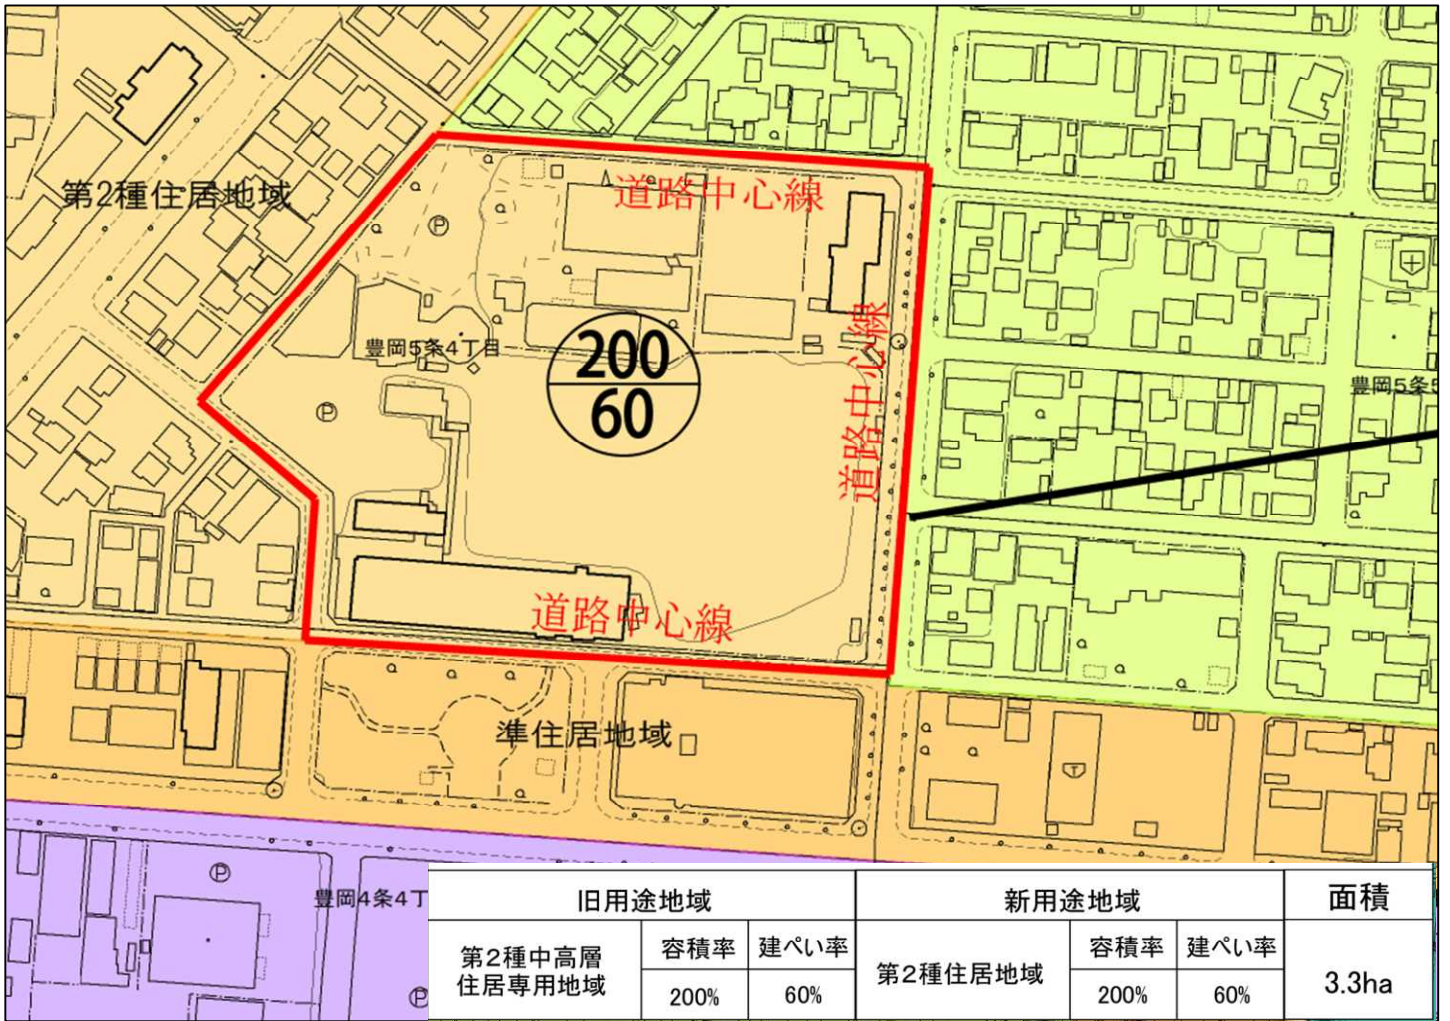 第2種住居地域
道路中心線
Ⓟ
豊岡5条4丁目
200
60
道路中心線
豊岡5条5
Ⓟ
道路中心線
準住居地域
Ⓟ
豊岡4条4丁
Ⓟ
旧用途地域 新用途地域 面積
第2種中高層
住居専用地域
容積率 建ぺい率
200% 60%
第2種住居地域
容積率 建ぺい率
200% 60%
3.3ha